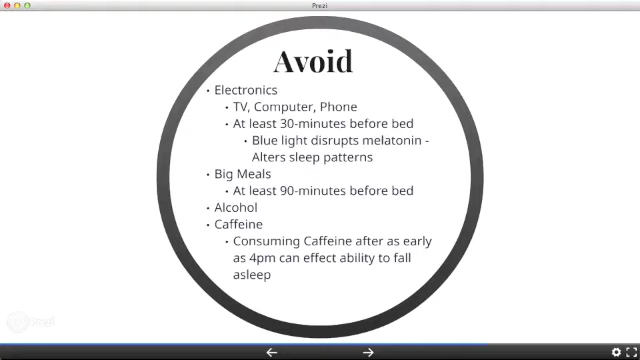 Prezi
Avoid
• Electronics
• TV, Computer, Phone
• At least 30-minutes before bed
• Blue light disrupts melatonin -
Alters sleep patterns
• Big Meals
• At least 90-minutes before bed
• Alcohol
• Caffeine
• Consuming Caffeine after as early
as 4pm can effect ability to fall
asleep
Prezi